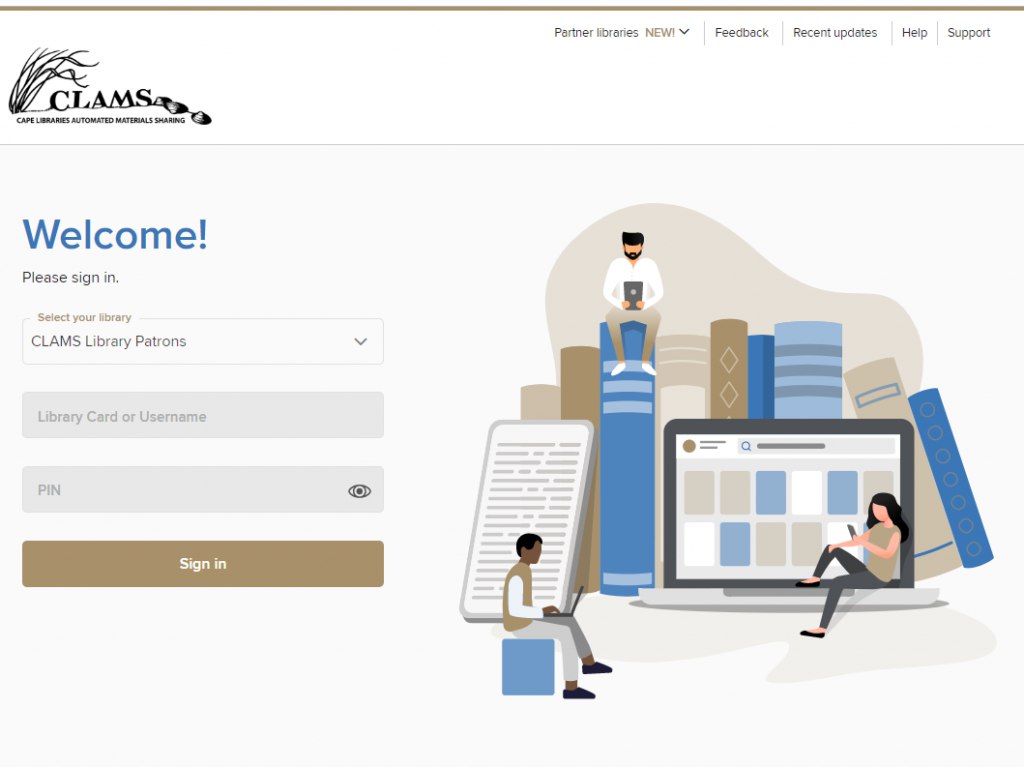 Partner libraries NEW! Feedback Recent updates Help Support
CLAMS
CAPE LIBRARIES AUTOMATED MATERIALS SHARING
Welcome!
Please sign in.
Select your library
CLAMS Library Patrons
Library Card or Username
PIN
Sign in